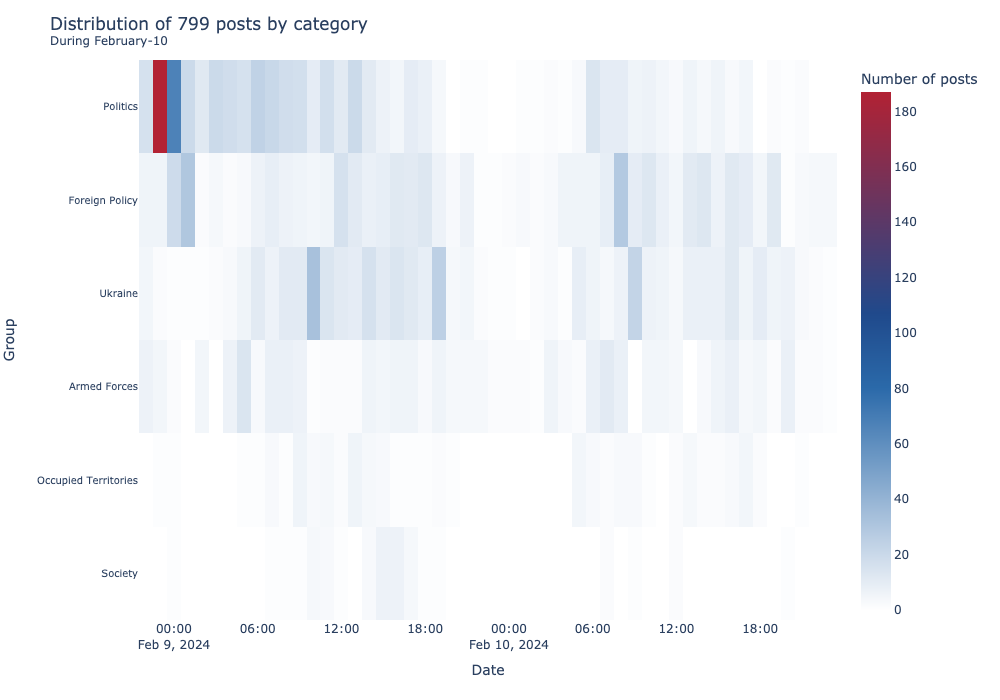 Distribution of 799 posts by category
During February-10
Number of posts
Politics
Foreign Policy
Ukraine
Armed Forces
Occupied Territories
Society
Group
180
160
140
120
100
80
60
40
20
0
00:00 06:00 12:00 18:00 00:00 06:00 12:00 18:00
Feb 9, 2024 Feb 10, 2024
Date